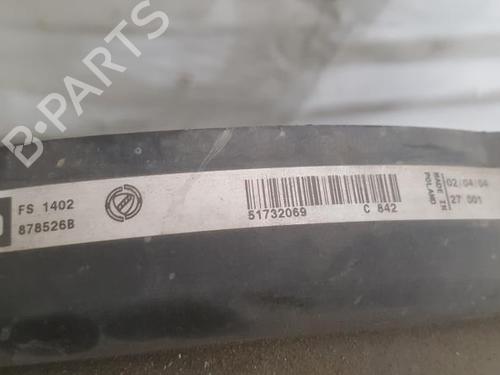 B-PARTS
FS 1402
878526B
51732069
C 842
MADE IN
POLAND
02/04/04
27 001